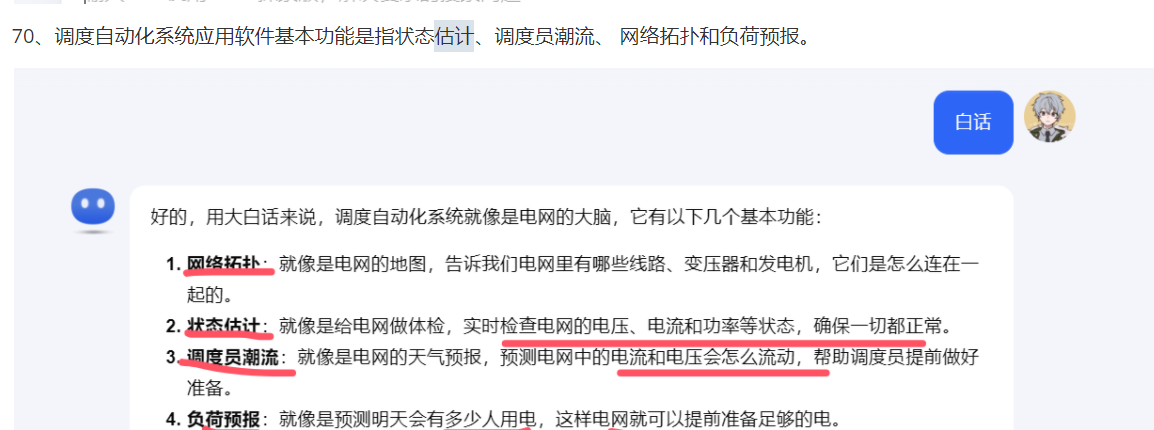 70、调度自动化系统应用软件基本功能是指状态估计、调度员潮流、 网络拓扑和负荷预报。
白话
好的，用大白话来说，调度自动化系统就像是电网的大脑，它有以下几个基本功能：
1. 网络拓扑：就像是电网的地图，告诉我们电网里有哪些线路、变压器和发电机，它们是怎么连在一
起的。
2. 状态估计：就像是给电网做体检，实时检查电网的电压、电流和功率等状态，确保一切都正常。
3. 调度员潮流：就像是电网的天气预报，预测电网中的电流和电压会怎么流动，帮助调度员提前做好
准备。
4. 负荷预报：就像是预测明天会有多少人用电，这样电网就可以提前准备足够的电。